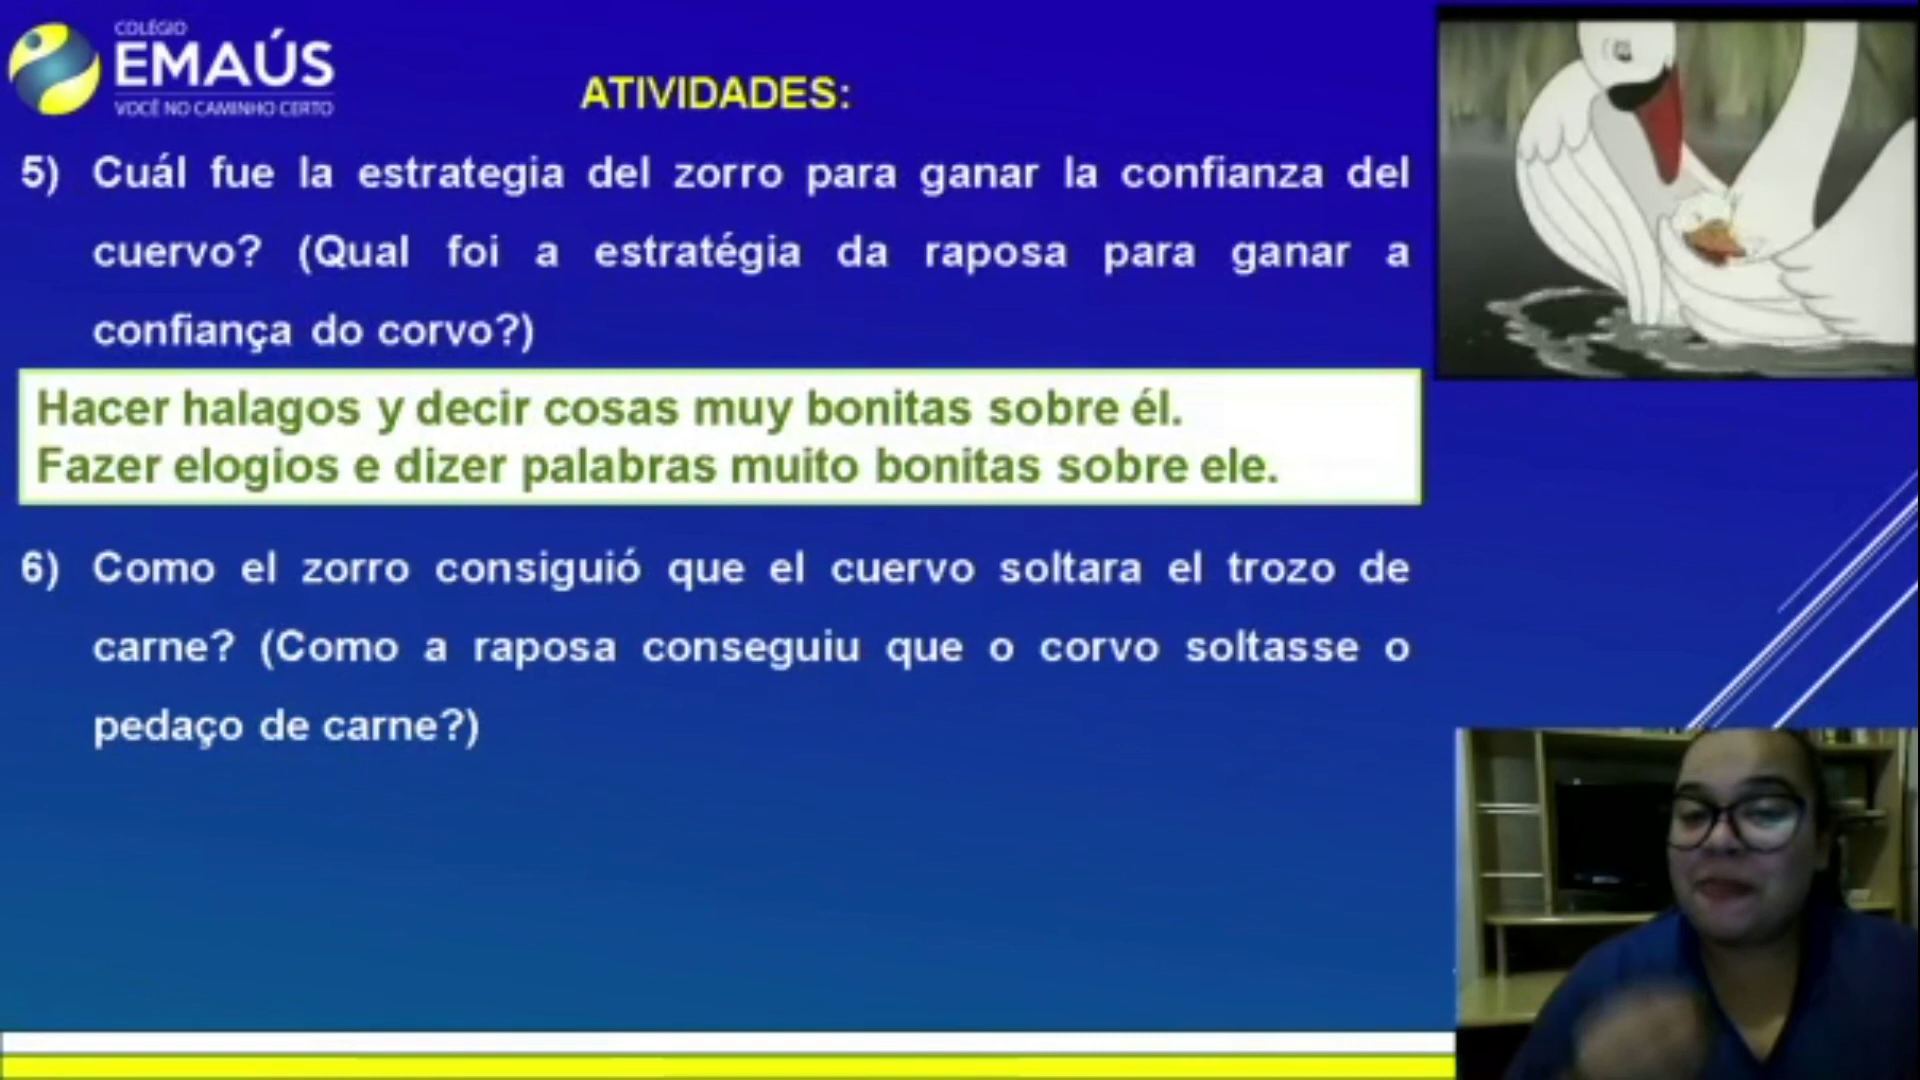 COLÉGIO
EMAÚS
VOCÊ NO CAMINHO CERTO
ATIVIDADES:
5) Cuál fue la estrategia del zorro para ganar la confianza del
cuervo? (Qual foi a estratégia da raposa para ganar a
confiança do corvo?)
Hacer halagos y decir cosas muy bonitas sobre él.
Fazer elogios e dizer palabras muito bonitas sobre ele.
6) Como el zorro consiguió que el cuervo soltara el trozo de
carne? (Como a raposa conseguiu que o corvo soltasse o
pedaço de carne?)